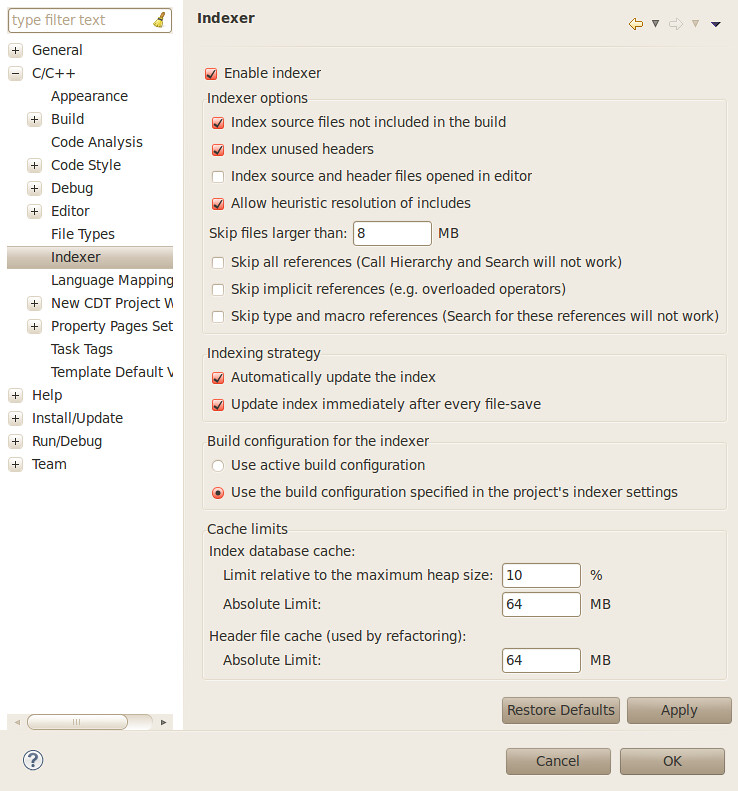 type filter text
General
C/C++
Appearance
Build
Code Analysis
Code Style
Debug
Editor
File Types
Indexer
Language Mapping
New CDT Project W
Property Pages Set
Task Tags
Template Default V
Help
Install/Update
Run/Debug
Team
Indexer
Enable indexer
Indexer options
Index source files not included in the build
Index unused headers
Index source and header files opened in editor
Allow heuristic resolution of includes
Skip files larger than: 8 MB
Skip all references (Call Hierarchy and Search will not work)
Skip implicit references (e.g. overloaded operators)
Skip type and macro references (Search for these references will not work)
Indexing strategy
Automatically update the index
Update index immediately after every file-save
Build configuration for the indexer
Use active build configuration
Use the build configuration specified in the project's indexer settings
Cache limits
Index database cache:
Limit relative to the maximum heap size: 10 %
Absolute Limit: 64 MB
Header file cache (used by refactoring):
Absolute Limit: 64 MB
Restore Defaults Apply
? Cancel OK